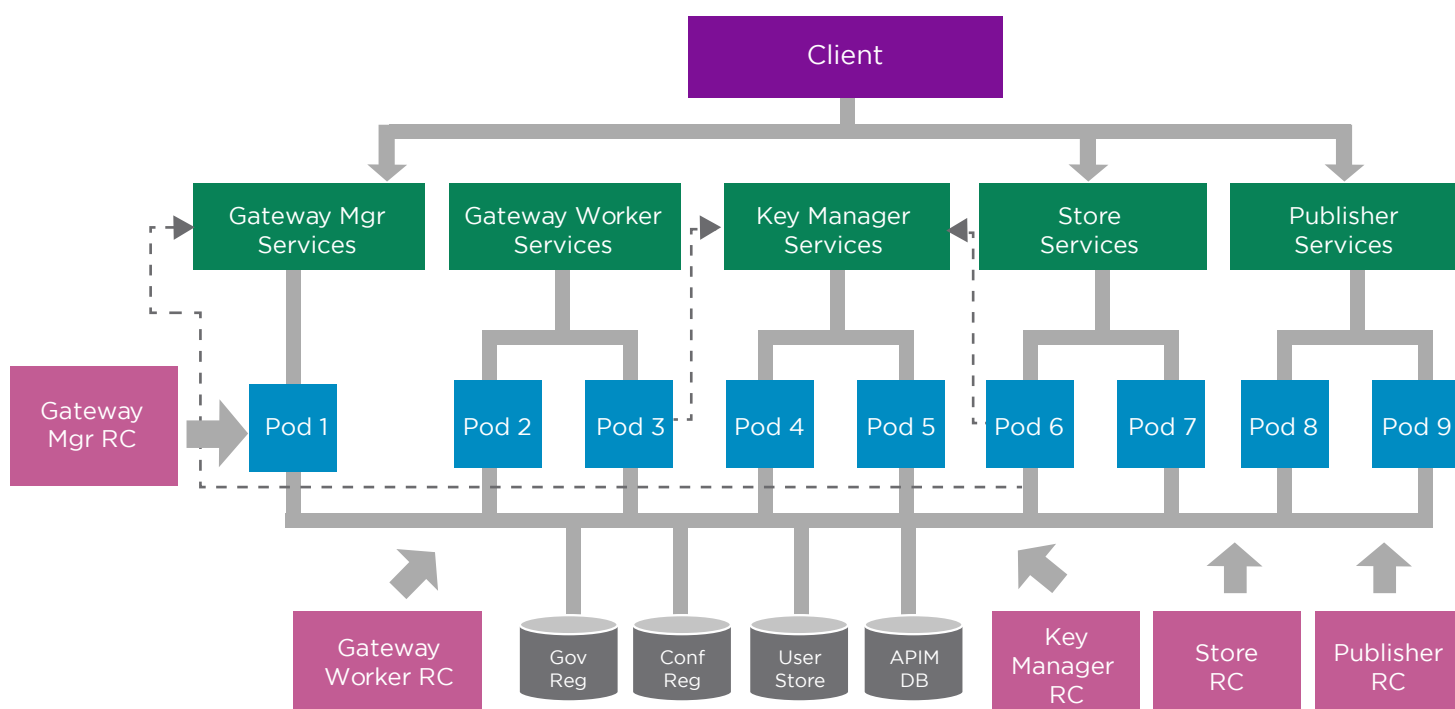 Client
Gateway Mgr
Services
Gateway Worker
Services
Key Manager
Services
Store
Services
Publisher
Services
Gateway
Mgr RC
Pod 1
Pod 2
Pod 3
Pod 4
Pod 5
Pod 6
Pod 7
Pod 8
Pod 9
Gateway
Worker RC
Gov
Reg
Conf
Reg
User
Store
APIM
DB
Key
Manager
RC
Store
RC
Publisher
RC